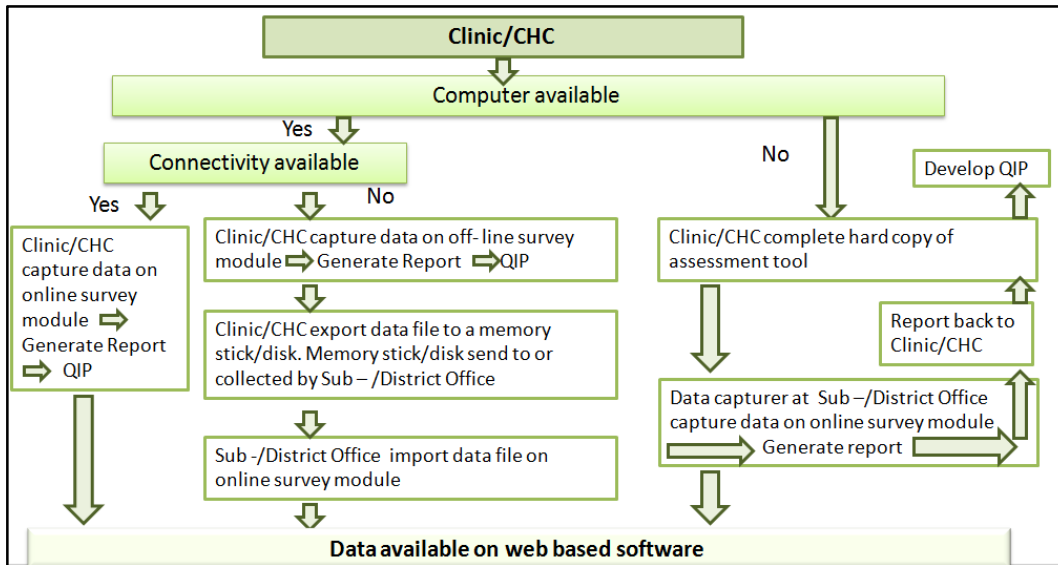 Clinic/CHC
Computer available
Yes
No
Connectivity available
Develop QIP
Yes
No
Clinic/CHC
capture data on
online survey
module
Generate Report
QIP
Clinic/CHC capture data on off- line survey
module Generate Report QIP
Clinic/CHC export data file to a memory
stick/disk. Memory stick/disk send to or
collected by Sub – /District Office
Sub -/District Office import data file on
online survey module
Clinic/CHC complete hard copy of
assessment tool
Report back to
Clinic/CHC
Data capturer at Sub –/District Office
capture data on online survey module
Generate report
Data available on web based software